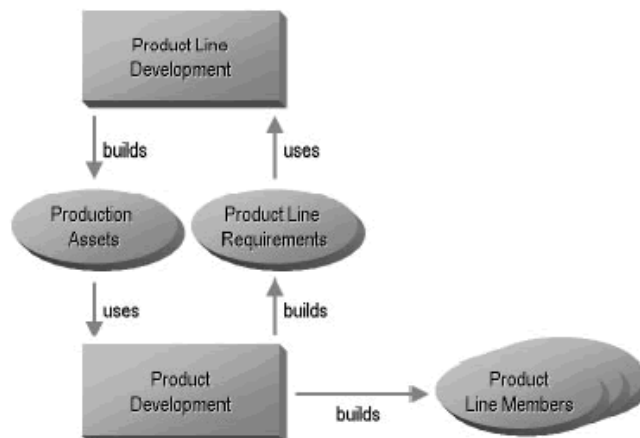 Product Line
Development
builds
uses
Production
Assets
Product Line
Requirements
uses
builds
Product
Development
builds
Product
Line Members